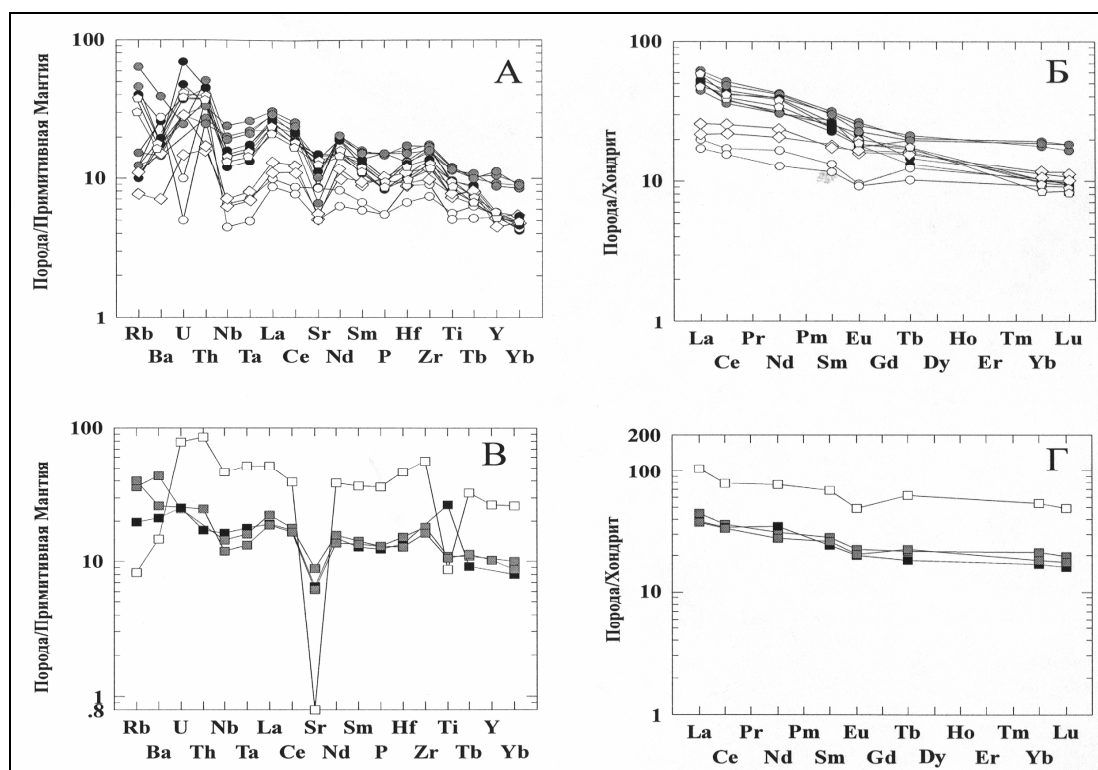 100
А
10
1
Порода/Примитивная Мантия
Rb U Nb La Sr Sm Hf Ti Y
Ba Th Ta Ce Nd P Zr Tb Yb
100
Б
10
1
Порода/Хондрит
La Pr Nd Pm Eu Tb Ho Tm Lu
Ce Nd Sm Gd Dy Er Yb
100
В
10
1
.8
Порода/Примитивная Мантия
Rb U Nb La Sr Sm Hf Ti Y
Ba Th Ta Ce Nd P Zr Tb Yb
200
100
Г
10
1
Порода/Хондрит
La Pr Pm Eu Tb Ho Tm Lu
Ce Nd Sm Gd Dy Er Yb